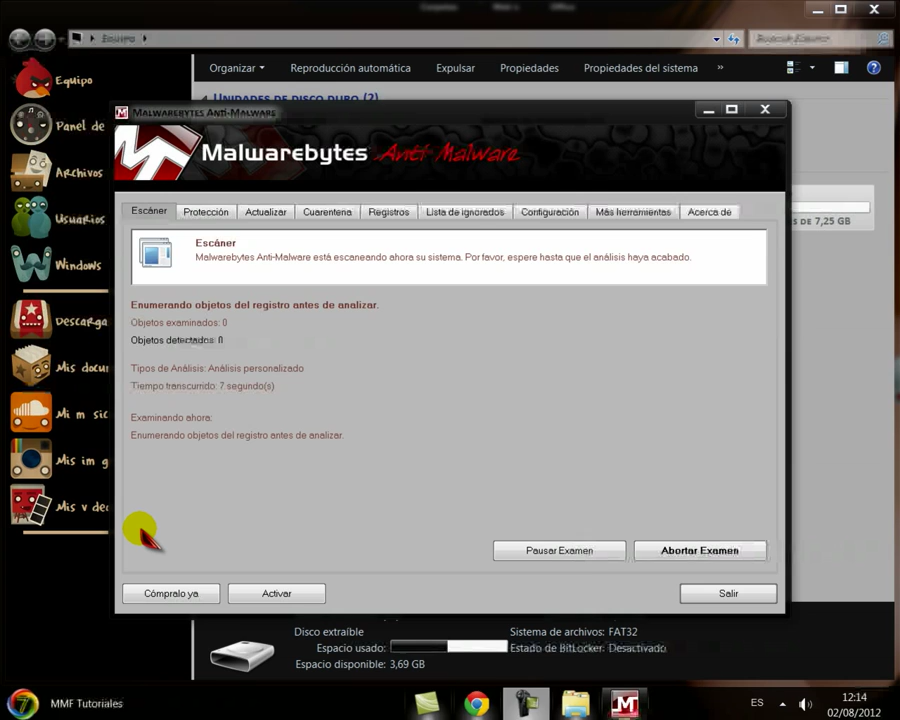 Equipo
Organizar
Reproducción automática
Expulsar
Propiedades
Propiedades del sistema
»
Unidades de disco duro (2)
Equipo
Panel de
Archivos
Usuarios
Windows
Descarga
Mis docu
Mi m sic
Mis im g
Mis v dec
Malwarebytes Anti-Malware
Malwarebytes Anti-Malware
Escáner
Protección
Actualizar
Cuarentena
Registros
Lista de ignorados
Configuración
Más herramientas
Acerca de
Escáner
Malwarebytes Anti-Malware está escaneando ahora su sistema. Por favor, espere hasta que el análisis haya acabado.
Enumerando objetos del registro antes de analizar.
Objetos examinados: 0
Objetos detectados: 0
Tipos de Análisis: Análisis personalizado
Tiempo transcurrido: 7 segundo(s)
Examinando ahora:
Enumerando objetos del registro antes de analizar.
Pausar Examen
Abortar Examen
Cómpralo ya
Activar
Salir
s de 7,25 GB
Disco extraíble
Espacio usado:
Espacio disponible: 3,69 GB
Sistema de archivos: FAT32
Estado de BitLocker: Desactivado
MMF Tutoriales
ES
12:14
02/08/2012